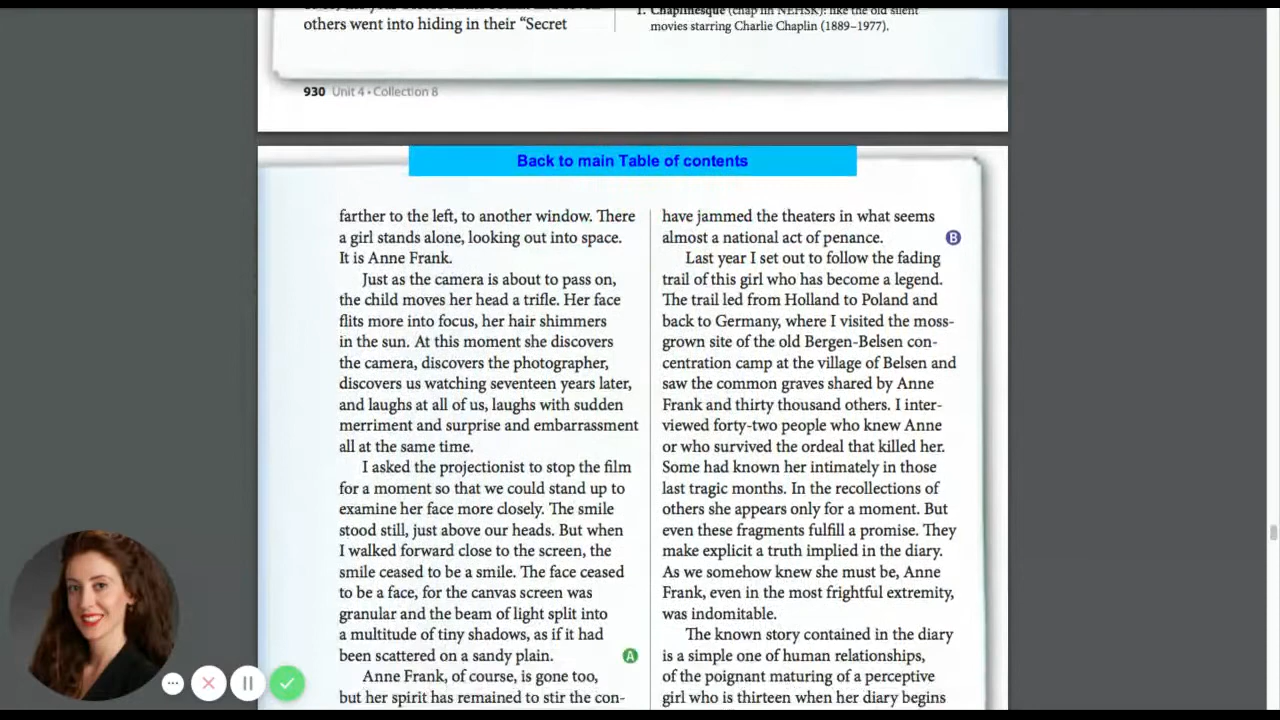 others went into hiding in their “Secret
1. Chaplinesque (chap lin NEHSK): like the old silent
movies starring Charlie Chaplin (1889–1977).
930 Unit 4 • Collection 8
Back to main Table of contents
farther to the left, to another window. There
a girl stands alone, looking out into space.
It is Anne Frank.
Just as the camera is about to pass on,
the child moves her head a trifle. Her face
flits more into focus, her hair shimmers
in the sun. At this moment she discovers
the camera, discovers the photographer,
discovers us watching seventeen years later,
and laughs at all of us, laughs with sudden
merriment and surprise and embarrassment
all at the same time.
I asked the projectionist to stop the film
for a moment so that we could stand up to
examine her face more closely. The smile
stood still, just above our heads. But when
I walked forward close to the screen, the
smile ceased to be a smile. The face ceased
to be a face, for the canvas screen was
granular and the beam of light split into
a multitude of tiny shadows, as if it had
been scattered on a sandy plain.
A
Anne Frank, of course, is gone too,
but her spirit has remained to stir the con-
have jammed the theaters in what seems
almost a national act of penance.
B
Last year I set out to follow the fading
trail of this girl who has become a legend.
The trail led from Holland to Poland and
back to Germany, where I visited the moss-
grown site of the old Bergen-Belsen con-
centration camp at the village of Belsen and
saw the common graves shared by Anne
Frank and thirty thousand others. I inter-
viewed forty-two people who knew Anne
or who survived the ordeal that killed her.
Some had known her intimately in those
last tragic months. In the recollections of
others she appears only for a moment. But
even these fragments fulfill a promise. They
make explicit a truth implied in the diary.
As we somehow knew she must be, Anne
Frank, even in the most frightful extremity,
was indomitable.
The known story contained in the diary
is a simple one of human relationships,
of the poignant maturing of a perceptive
girl who is thirteen when her diary begins